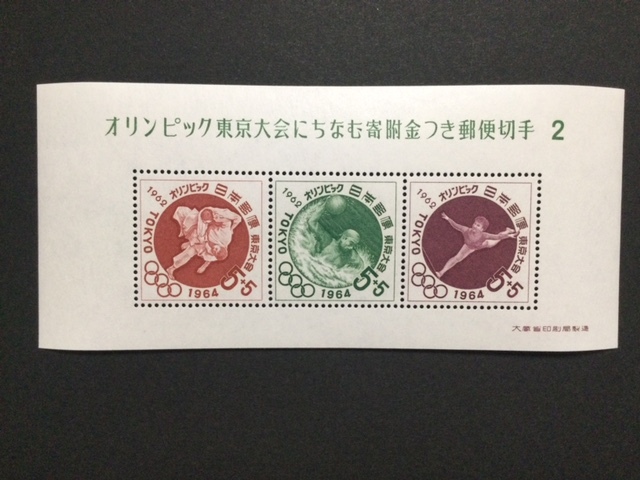 オリンピック東京大会にちなむ寄附金つき郵便切手 2
1962 オリンピック 日本郵便
TOKYO 東京大会
5+5
1964
1962 オリンピック 日本郵便
TOKYO 東京大会
5+5
1964
1962 オリンピック 日本郵便
TOKYO 東京大会
5+5
1964
大蔵省印刷局製造